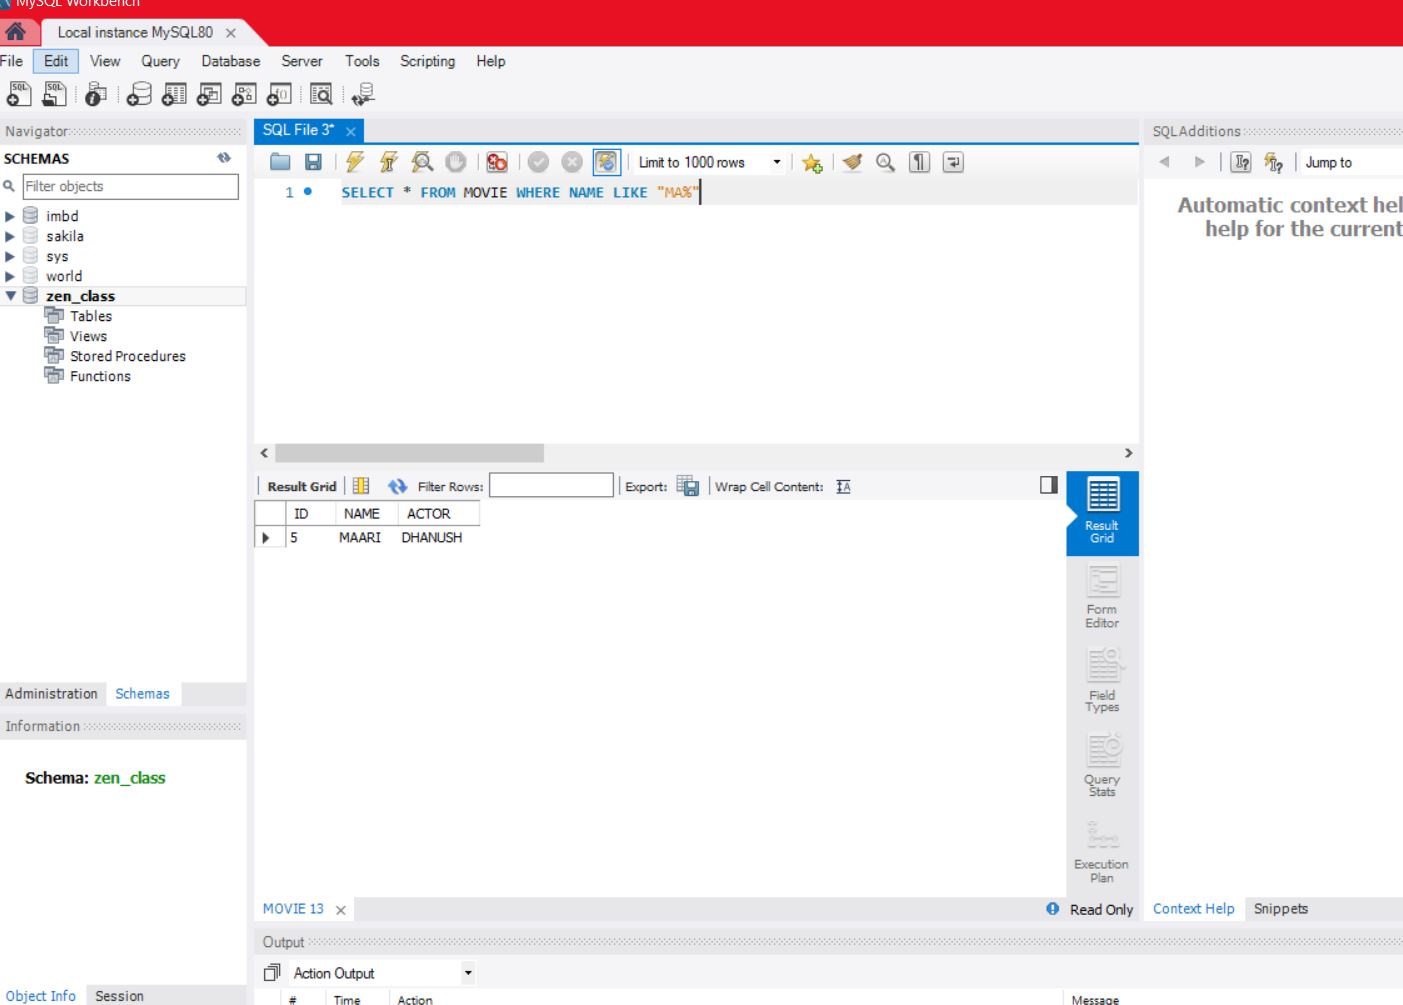 MySQL Workbench
Local instance MySQL80
File Edit View Query Database Server Tools Scripting Help
Navigator
SCHEMAS
Filter objects
imbd
sakila
sys
world
zen_class
Tables
Views
Stored Procedures
Functions
Administration Schemas
Information
Schema: zen_class
Object Info Session
SQL File 3*
Limit to 1000 rows
1 SELECT * FROM MOVIE WHERE NAME LIKE "MA%"
Result Grid Filter Rows: Export: Wrap Cell Content:
ID NAME ACTOR
5 MAARI DHANUSH
Result
Grid
Form
Editor
Field
Types
Query
Stats
Execution
Plan
MOVIE 13 Read Only
Output
Action Output
# Time Action Message
SQLAdditions
Jump to
Automatic context hel
help for the current
Context Help Snippets